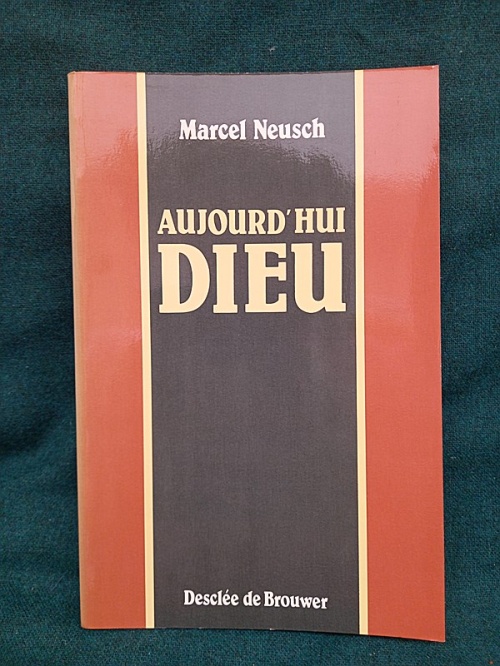 Marcel Neusch
AUJOURD'HUI
DIEU
Desclée de Brouwer